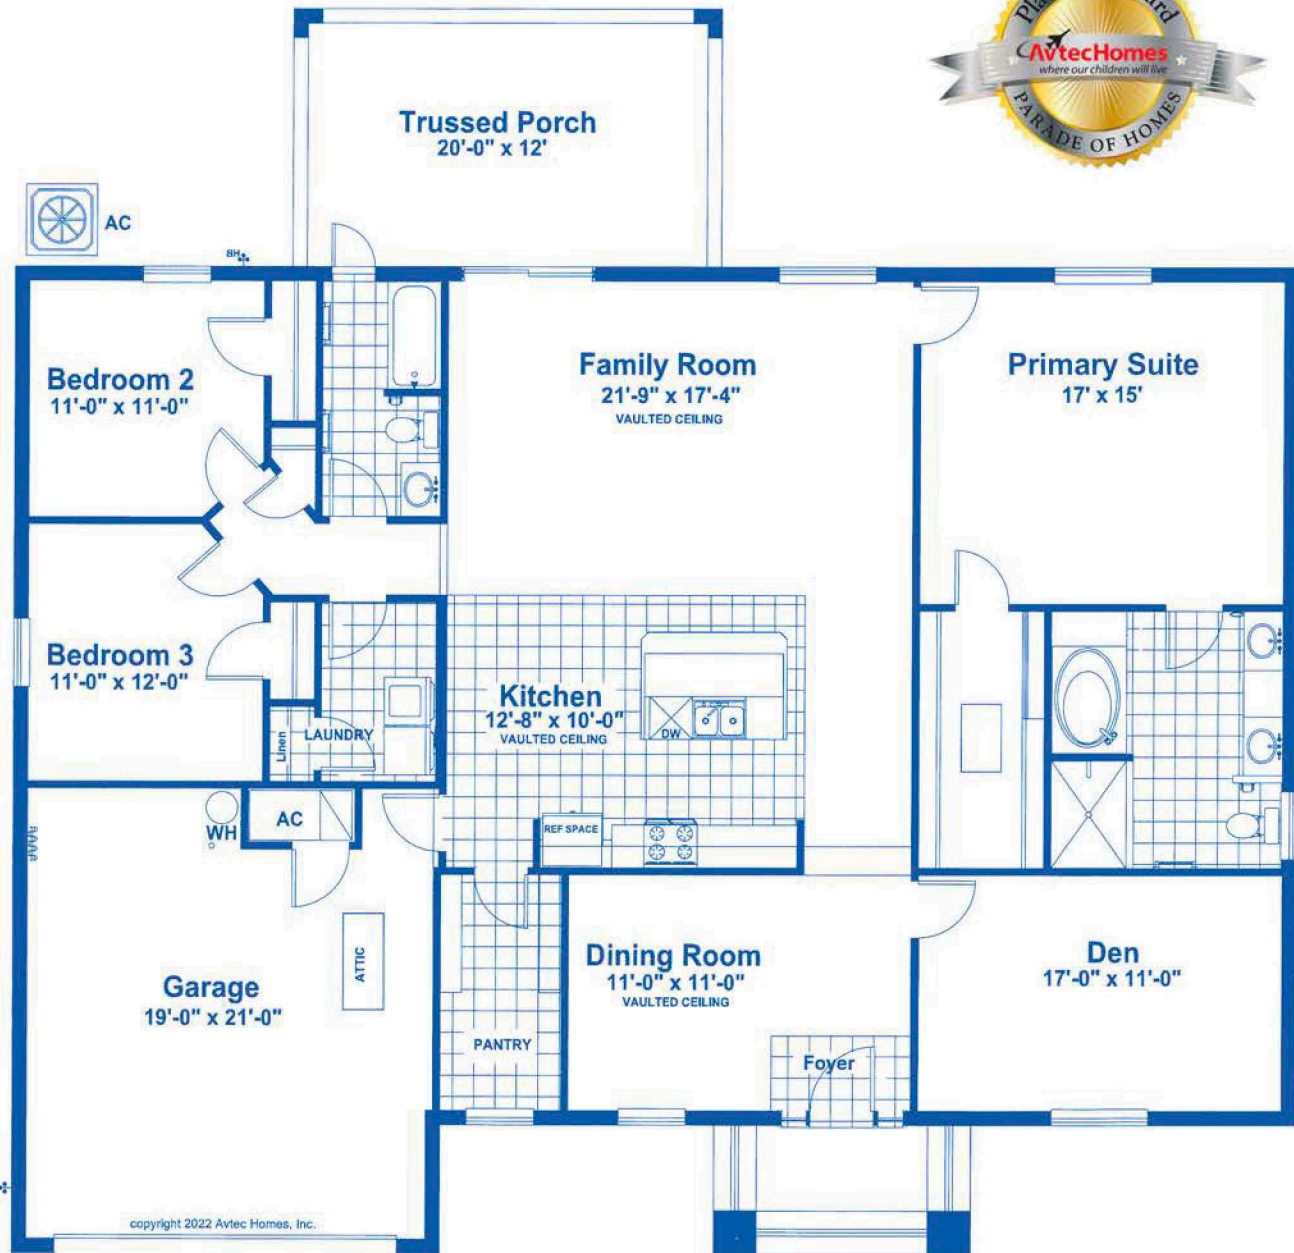 AvtecHomes
where our children will live
PARADE OF HOMES
Trussed Porch
20'-0" x 12'
AC
BH
Bedroom 2
11'-0" x 11'-0"
Family Room
21'-9" x 17'-4"
VAULTED CEILING
Primary Suite
17' x 15'
Bedroom 3
11'-0" x 12'-0"
Linen
LAUNDRY
Kitchen
12'-8" x 10'-0"
VAULTED CEILING
DW
WH
AC
REF SPACE
Garage
19'-0" x 21'-0"
ATTIC
PANTRY
Dining Room
11'-0" x 11'-0"
VAULTED CEILING
Foyer
Den
17'-0" x 11'-0"
copyright 2022 Avtec Homes, Inc.